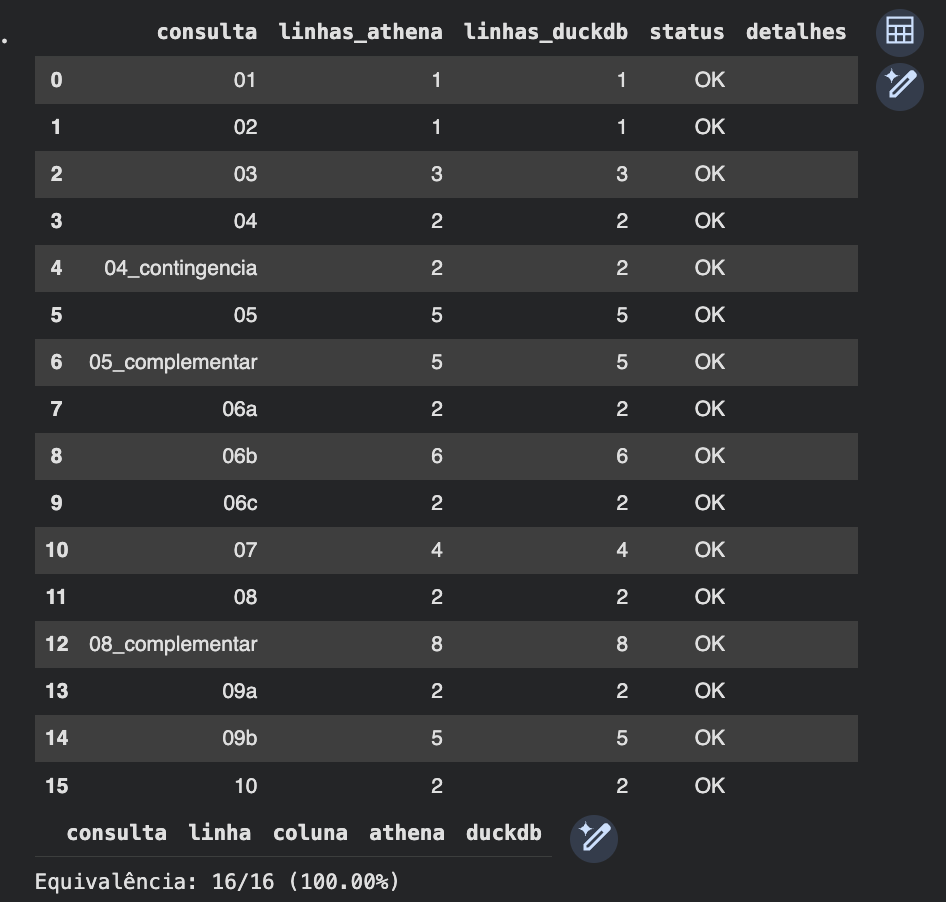 consulta linhas_athena linhas_duckdb status detalhes
0 01 1 1 OK
1 02 1 1 OK
2 03 3 3 OK
3 04 2 2 OK
4 04_contingencia 2 2 OK
5 05 5 5 OK
6 05_complementar 5 5 OK
7 06a 2 2 OK
8 06b 6 6 OK
9 06c 2 2 OK
10 07 4 4 OK
11 08 2 2 OK
12 08_complementar 8 8 OK
13 09a 2 2 OK
14 09b 5 5 OK
15 10 2 2 OK
consulta linha coluna athena duckdb
Equivalência: 16/16 (100.00%)